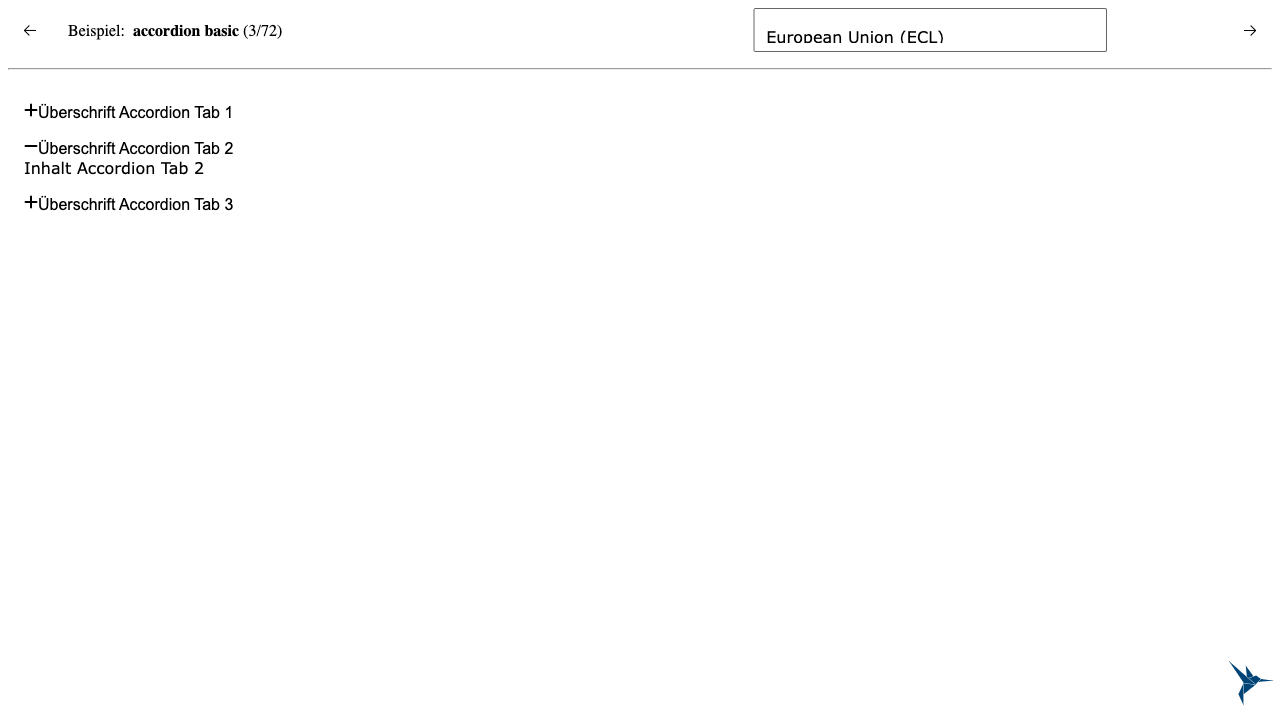 Beispiel: accordion basic (3/72)
European Union (ECL)
Überschrift Accordion Tab 1
Überschrift Accordion Tab 2
Inhalt Accordion Tab 2
Überschrift Accordion Tab 3